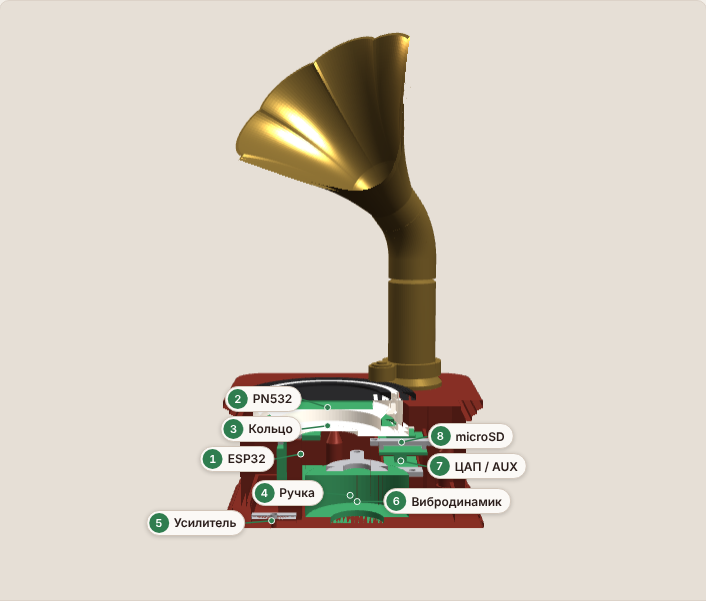 2 PN532
3 Кольцо
8 microSD
1 ESP32
7 ЦАП / AUX
4 Ручка
6 Вибродинамик
5 Усилитель